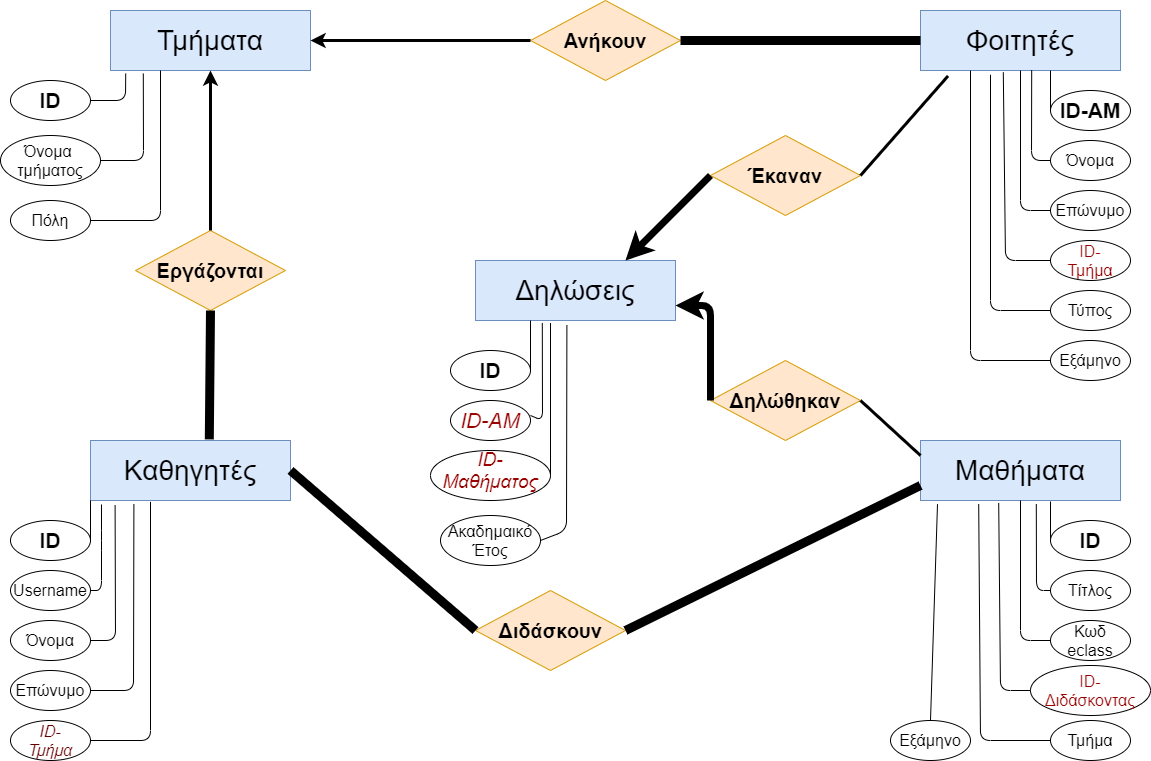 Τμήματα
ID
Όνομα
τμήματος
Πόλη
Ανήκουν
Φοιτητές
ID-AM
Όνομα
Επώνυμο
ID-
Τμήμα
Τύπος
Εξάμηνο
Έκαναν
Εργάζονται
Δηλώσεις
ID
ID-AM
ID-
Μαθήματος
Ακαδημαικό
Έτος
Δηλώθηκαν
Καθηγητές
ID
Username
Όνομα
Επώνυμο
ID-
Τμήμα
Διδάσκουν
Μαθήματα
ID
Τίτλος
Κωδ
eclass
ID-
Διδάσκοντας
Τμήμα
Εξάμηνο